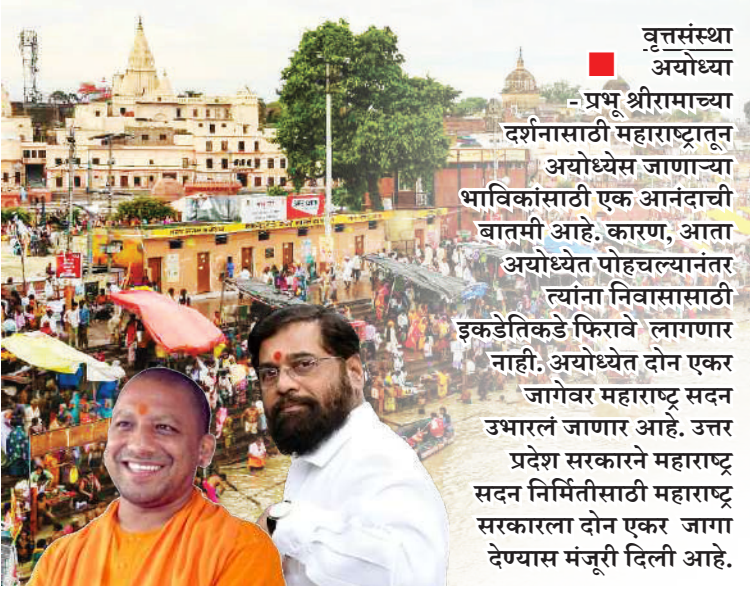 वृत्तसंस्था
अयोध्या
- प्रभू श्रीरामाच्या
दर्शनासाठी महाराष्ट्रातून
अयोध्येस जाणाऱ्या
भाविकांसाठी एक आनंदाची
बातमी आहे. कारण, आता
अयोध्येत पोहचल्यानंतर
त्यांना निवासासाठी
इकडेतिकडे फिरावे लागणार
नाही. अयोध्येत दोन एकर
जागेवर महाराष्ट्र सदन
उभारलं जाणार आहे. उत्तर
प्रदेश सरकारने महाराष्ट्र
सदन निर्मितीसाठी महाराष्ट्र
सरकारला दोन एकर जागा
देण्यास मंजूरी दिली आहे.